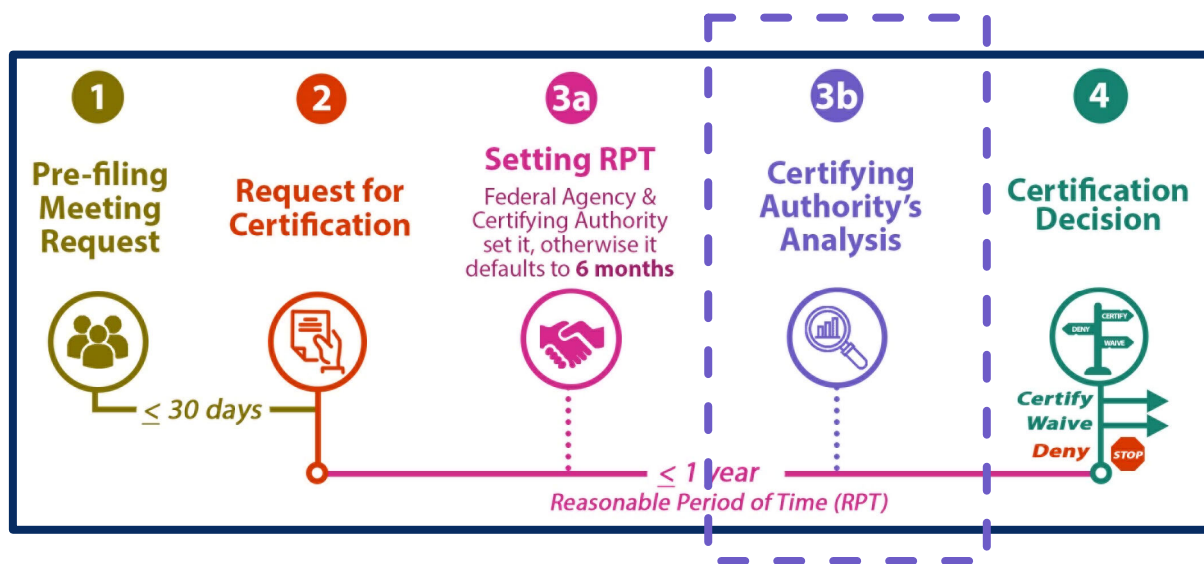 1
Pre-filing
Meeting
Request
≤ 30 days
2
Request for
Certification
3a
Setting RPT
Federal Agency &
Certifying Authority
set it, otherwise it
defaults to 6 months
3b
Certifying
Authority's
Analysis
4
Certification
Decision
CERTIFY
DENY
WAIVE
Certify
Waive
Deny
STOP
≤ 1 year
Reasonable Period of Time (RPT)